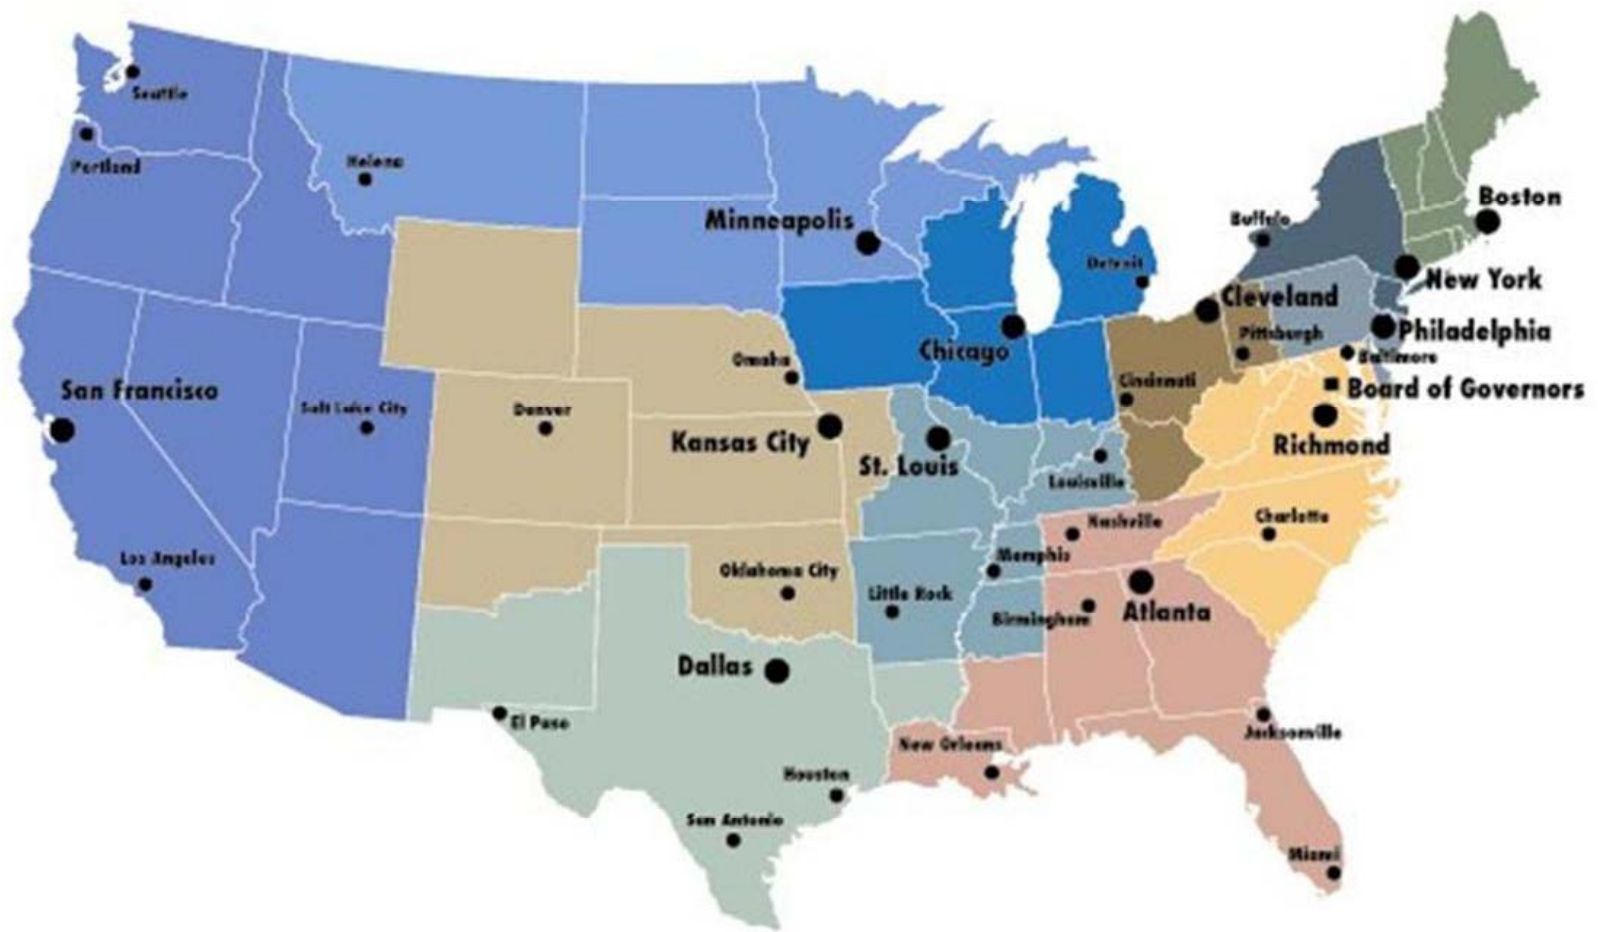 Seattle
Portland
Helena
Minneapolis
Boston
Buffalo
Detroit
New York
Cleveland
Philadelphia
Pittsburgh
Chicago
Baltimore
Omaha
Cincinnati
Board of Governors
San Francisco
Salt Lake City
Denver
Kansas City
St. Louis
Richmond
Louisville
Charlotte
Nashville
Los Angeles
Memphis
Oklahoma City
Little Rock
Birmingham
Atlanta
Dallas
El Paso
Jacksonville
New Orleans
Houston
San Antonio
Miami